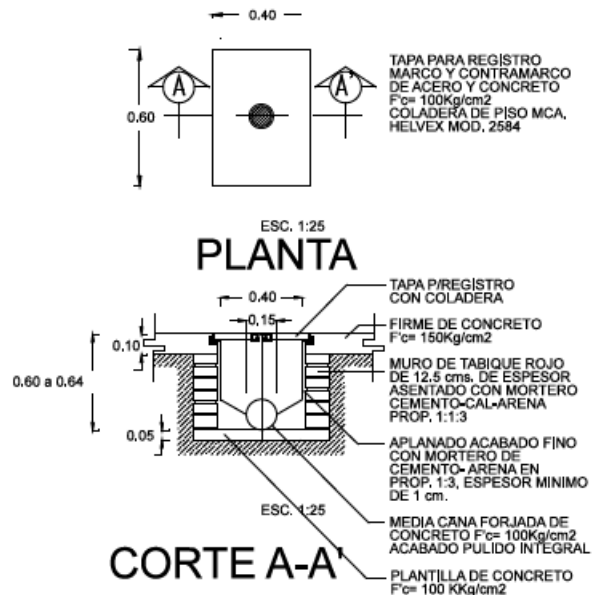 0.40
A
A'
0.60
TAPA PARA REGISTRO
MARCO Y CONTRAMARCO
DE ACERO Y CONCRETO
F'c= 100Kg/cm2
COLADERA DE PISO MCA,
HELVEX MOD. 2584
ESC. 1:25
PLANTA
TAPA P/REGISTRO
CON COLADERA
0.40
0.15
FIRME DE CONCRETO
F'c= 150Kg/cm2
0.10
MURO DE TABIQUE ROJO
DE 12.5 cms. DE ESPESOR
ASENTADO CON MORTERO
CEMENTO-CAL-ARENA
PROP. 1:1:3
0.60 a 0.64
0.05
APLANADO ACABADO FINO
CON MORTERO DE
CEMENTO- ARENA EN
PROP. 1:3, ESPESOR MINIMO
DE 1 cm.
ESC. 1:25
MEDIA CAÑA FORJADA DE
CONCRETO F'c= 100Kg/cm2
ACABADO PULIDO INTEGRAL
CORTE A-A'
PLANTILLA DE CONCRETO
F'c= 100 KKg/cm2